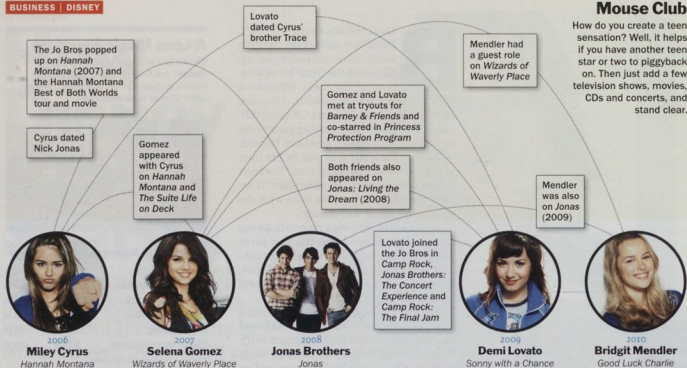 BUSINESS | DISNEY
Mouse Club
How do you create a teen
sensation? Well, it helps
if you have another teen
star or two to piggyback
on. Then just add a few
television shows, movies,
CDs and concerts, and
stand clear.
The Jo Bros popped
up on Hannah
Montana (2007) and
the Hannah Montana
Best of Both Worlds
tour and movie
Cyrus dated
Nick Jonas
Lovato
dated Cyrus'
brother Trace
Gomez
appeared
with Cyrus
on Hannah
Montana and
The Suite Life
on Deck
Gomez and Lovato
met at tryouts for
Barney & Friends and
co-starred in Princess
Protection Program
Both friends also
appeared on
Jonas: Living the
Dream (2008)
Mendler had
a guest role
on Wizards of
Waverly Place
Mendler
was also
on Jonas
(2009)
Lovato joined
the Jo Bros in
Camp Rock,
Jonas Brothers:
The Concert
Experience and
Camp Rock:
The Final Jam
2006
Miley Cyrus
Hannah Montana
2007
Selena Gomez
Wizards of Waverly Place
2008
Jonas Brothers
Jonas
2009
Demi Lovato
Sonny with a Chance
2010
Bridgit Mendler
Good Luck Charlie